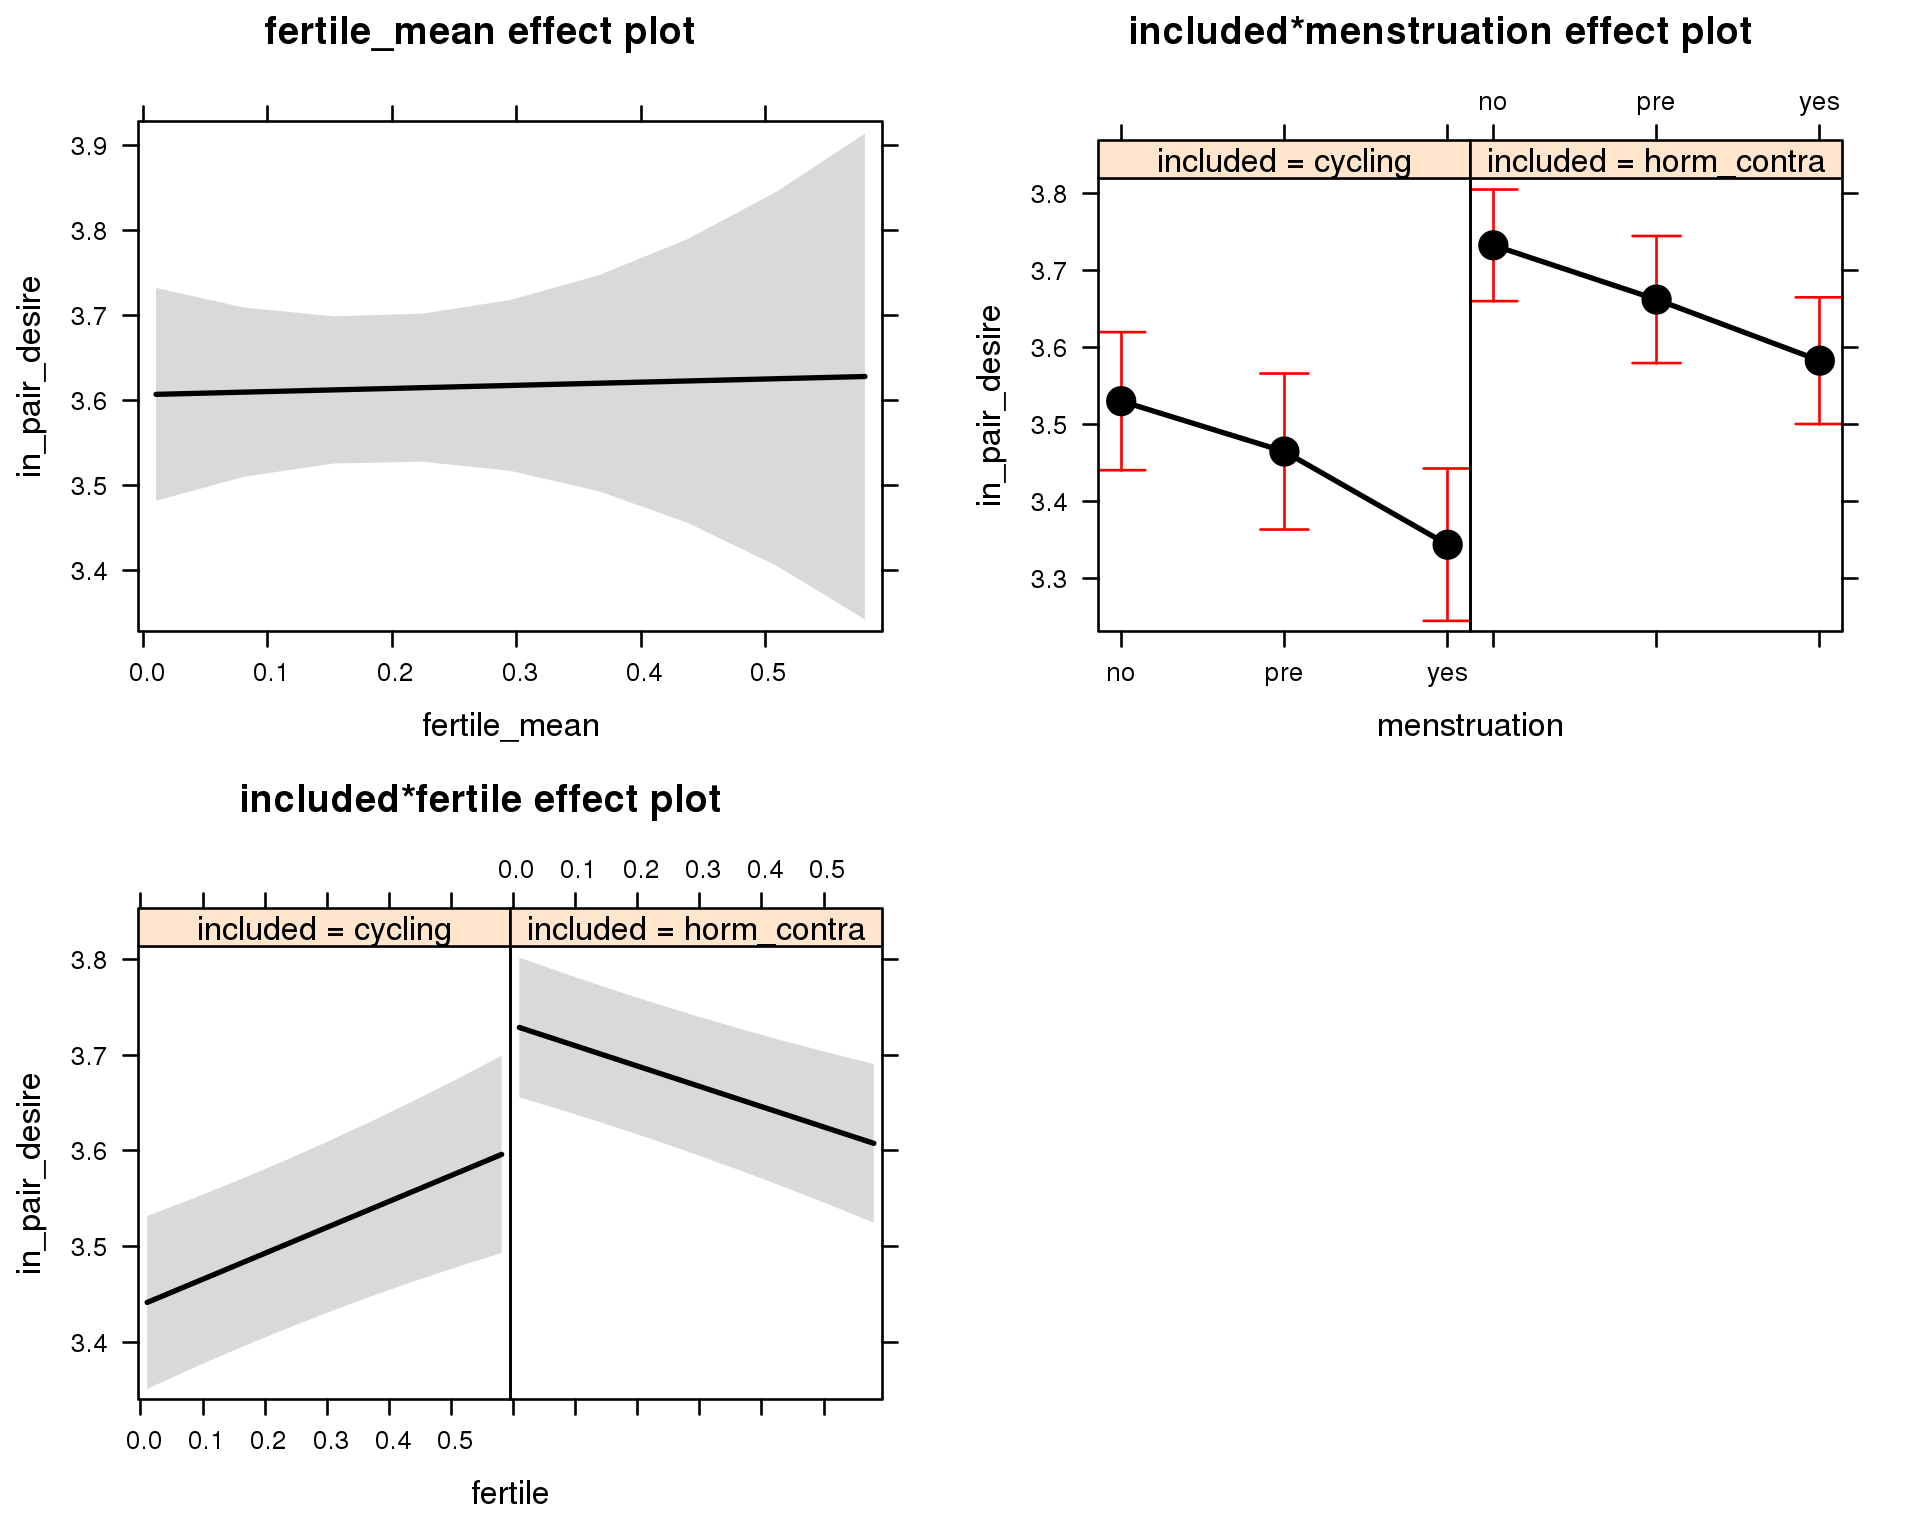 fertile_mean effect plot
3.9
3.8
3.7
3.6
3.5
3.4
in_pair_desire
0.0 0.1 0.2 0.3 0.4 0.5
fertile_mean
included*menstruation effect plot
no pre yes
included = cycling included = horm_contra
3.8
3.7
3.6
3.5
3.4
3.3
in_pair_desire
no pre yes
menstruation
included*fertile effect plot
0.0 0.1 0.2 0.3 0.4 0.5
included = cycling included = horm_contra
3.8
3.7
3.6
3.5
3.4
in_pair_desire
0.0 0.1 0.2 0.3 0.4 0.5
fertile